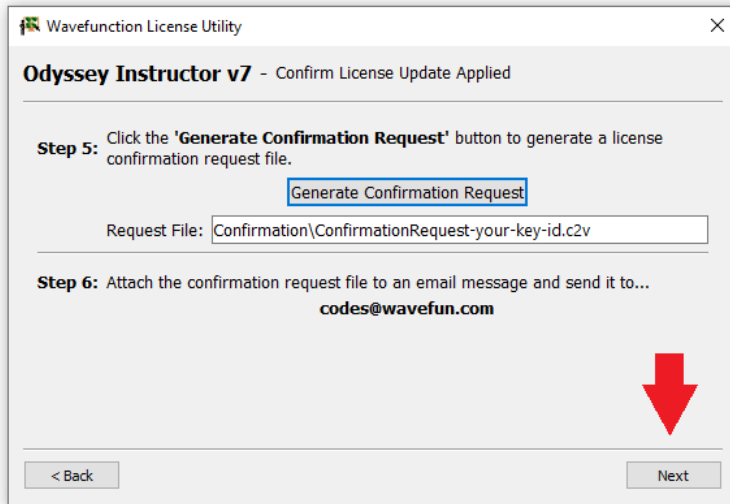 Wavefunction License Utility
Odyssey Instructor v7 - Confirm License Update Applied
Step 5: Click the 'Generate Confirmation Request' button to generate a license
confirmation request file.
Generate Confirmation Request
Request File: Confirmation\ConfirmationRequest-your-key-id.c2v
Step 6: Attach the confirmation request file to an email message and send it to...
codes@wavefun.com
< Back
Next